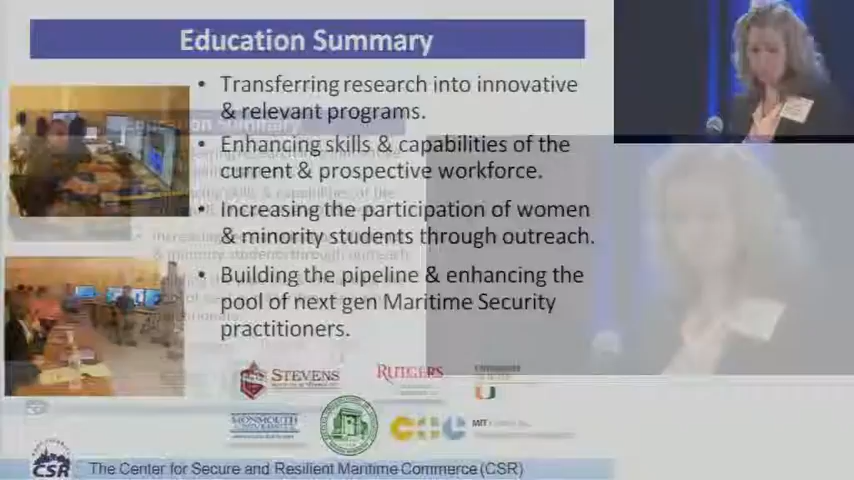 Education Summary
• Transferring research into innovative
& relevant programs.
• Enhancing skills & capabilities of the
current & prospective workforce.
• Increasing the participation of women
& minority students through outreach.
• Building the pipeline & enhancing the
pool of next gen Maritime Security
practitioners.
STEVENS
RUTGERS
MONMOUTH
UNIVERSITY
MIT
CSR
The Center for Secure and Resilient Maritime Commerce (CSR)